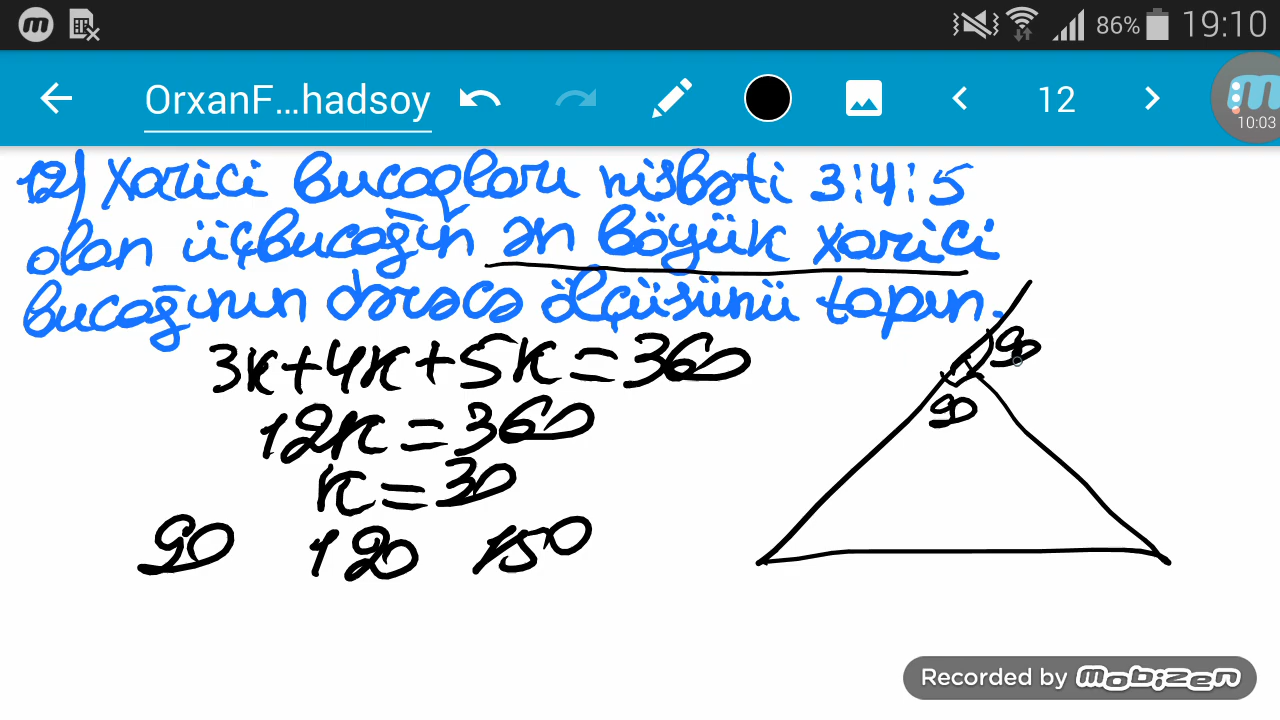 86% 19:10
OrxanF...hadsoy 12
10:03
12) Xarici bucaqları nisbəti 3:4:5
olan üçbucağın ən böyük xarici
bucağının dərəcə ölçüsünü tapın.
3k+4k+5k=360
12k=360
k=30
90 120 150
90
90
Recorded by mobizen